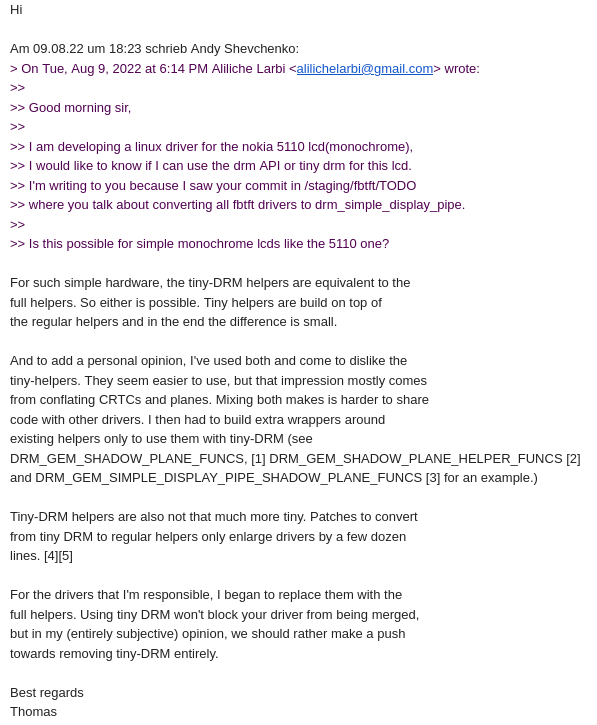 Hi
Am 09.08.22 um 18:23 schrieb Andy Shevchenko:
> On Tue, Aug 9, 2022 at 6:14 PM Aliliche Larbi <alilichelarbi@gmail.com> wrote:
>>
>> Good morning sir,
>>
>> I am developing a linux driver for the nokia 5110 lcd(monochrome),
>> I would like to know if I can use the drm API or tiny drm for this lcd.
>> I'm writing to you because I saw your commit in /staging/fbtft/TODO
>> where you talk about converting all fbtft drivers to drm_simple_display_pipe.
>>
>> Is this possible for simple monochrome lcds like the 5110 one?
For such simple hardware, the tiny-DRM helpers are equivalent to the
full helpers. So either is possible. Tiny helpers are build on top of
the regular helpers and in the end the difference is small.
And to add a personal opinion, I've used both and come to dislike the
tiny-helpers. They seem easier to use, but that impression mostly comes
from conflating CRTCs and planes. Mixing both makes is harder to share
code with other drivers. I then had to build extra wrappers around
existing helpers only to use them with tiny-DRM (see
DRM_GEM_SHADOW_PLANE_FUNCS, [1] DRM_GEM_SHADOW_PLANE_HELPER_FUNCS [2]
and DRM_GEM_SIMPLE_DISPLAY_PIPE_SHADOW_PLANE_FUNCS [3] for an example.)
Tiny-DRM helpers are also not that much more tiny. Patches to convert
from tiny DRM to regular helpers only enlarge drivers by a few dozen
lines. [4][5]
For the drivers that I'm responsible, I began to replace them with the
full helpers. Using tiny DRM won't block your driver from being merged,
but in my (entirely subjective) opinion, we should rather make a push
towards removing tiny-DRM entirely.
Best regards
Thomas